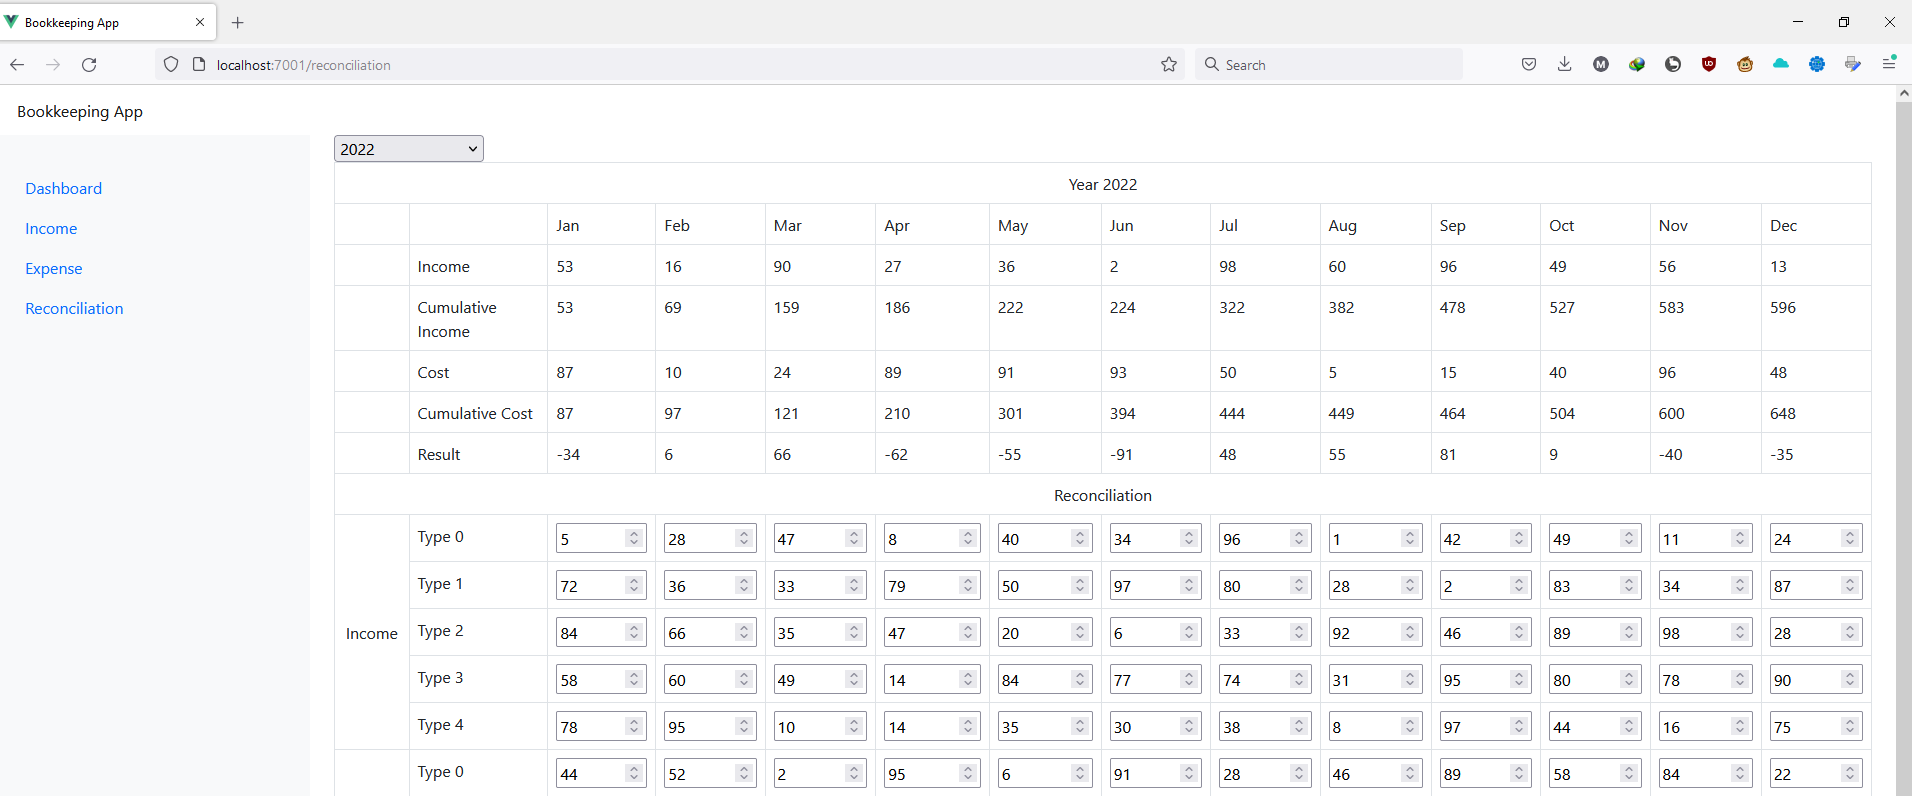 Bookkeeping App
localhost:7001/reconciliation
Search
Bookkeeping App
Dashboard
Income
Expense
Reconciliation
2022
Year 2022
Jan Feb Mar Apr May Jun Jul Aug Sep Oct Nov Dec
Income 53 16 90 27 36 2 98 60 96 49 56 13
Cumulative Income 53 69 159 186 222 224 322 382 478 527 583 596
Cost 87 10 24 89 91 93 50 5 15 40 96 48
Cumulative Cost 87 97 121 210 301 394 444 449 464 504 600 648
Result -34 6 66 -62 -55 -91 48 55 81 9 -40 -35
Reconciliation
Income
Type 0 5 28 47 8 40 34 96 1 42 49 11 24
Type 1 72 36 33 79 50 97 80 28 2 83 34 87
Type 2 84 66 35 47 20 6 33 92 46 89 98 28
Type 3 58 60 49 14 84 77 74 31 95 80 78 90
Type 4 78 95 10 14 35 30 38 8 97 44 16 75
Type 0 44 52 2 95 6 91 28 46 89 58 84 22